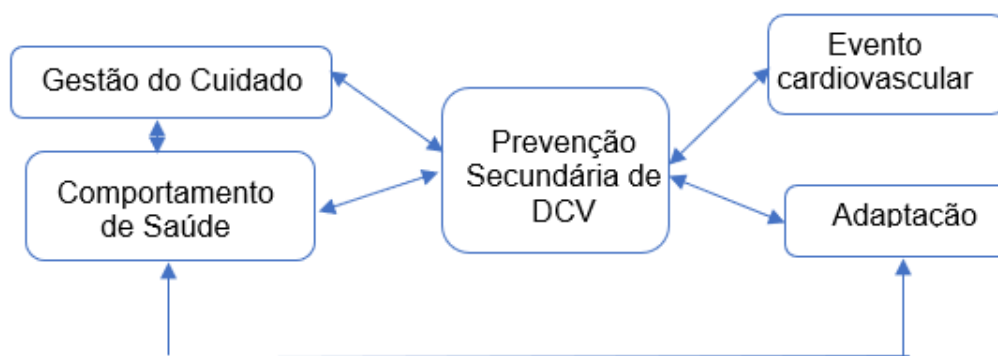 Gestão do Cuidado
Comportamento
de Saúde
Prevenção
Secundária de
DCV
Evento
cardiovascular
Adaptação